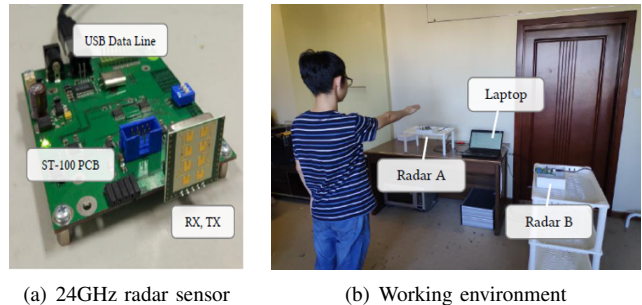 USB Data Line
ST-100 PCB
RX, TX
Laptop
Radar A
Radar B
(a) 24GHz radar sensor
(b) Working environment